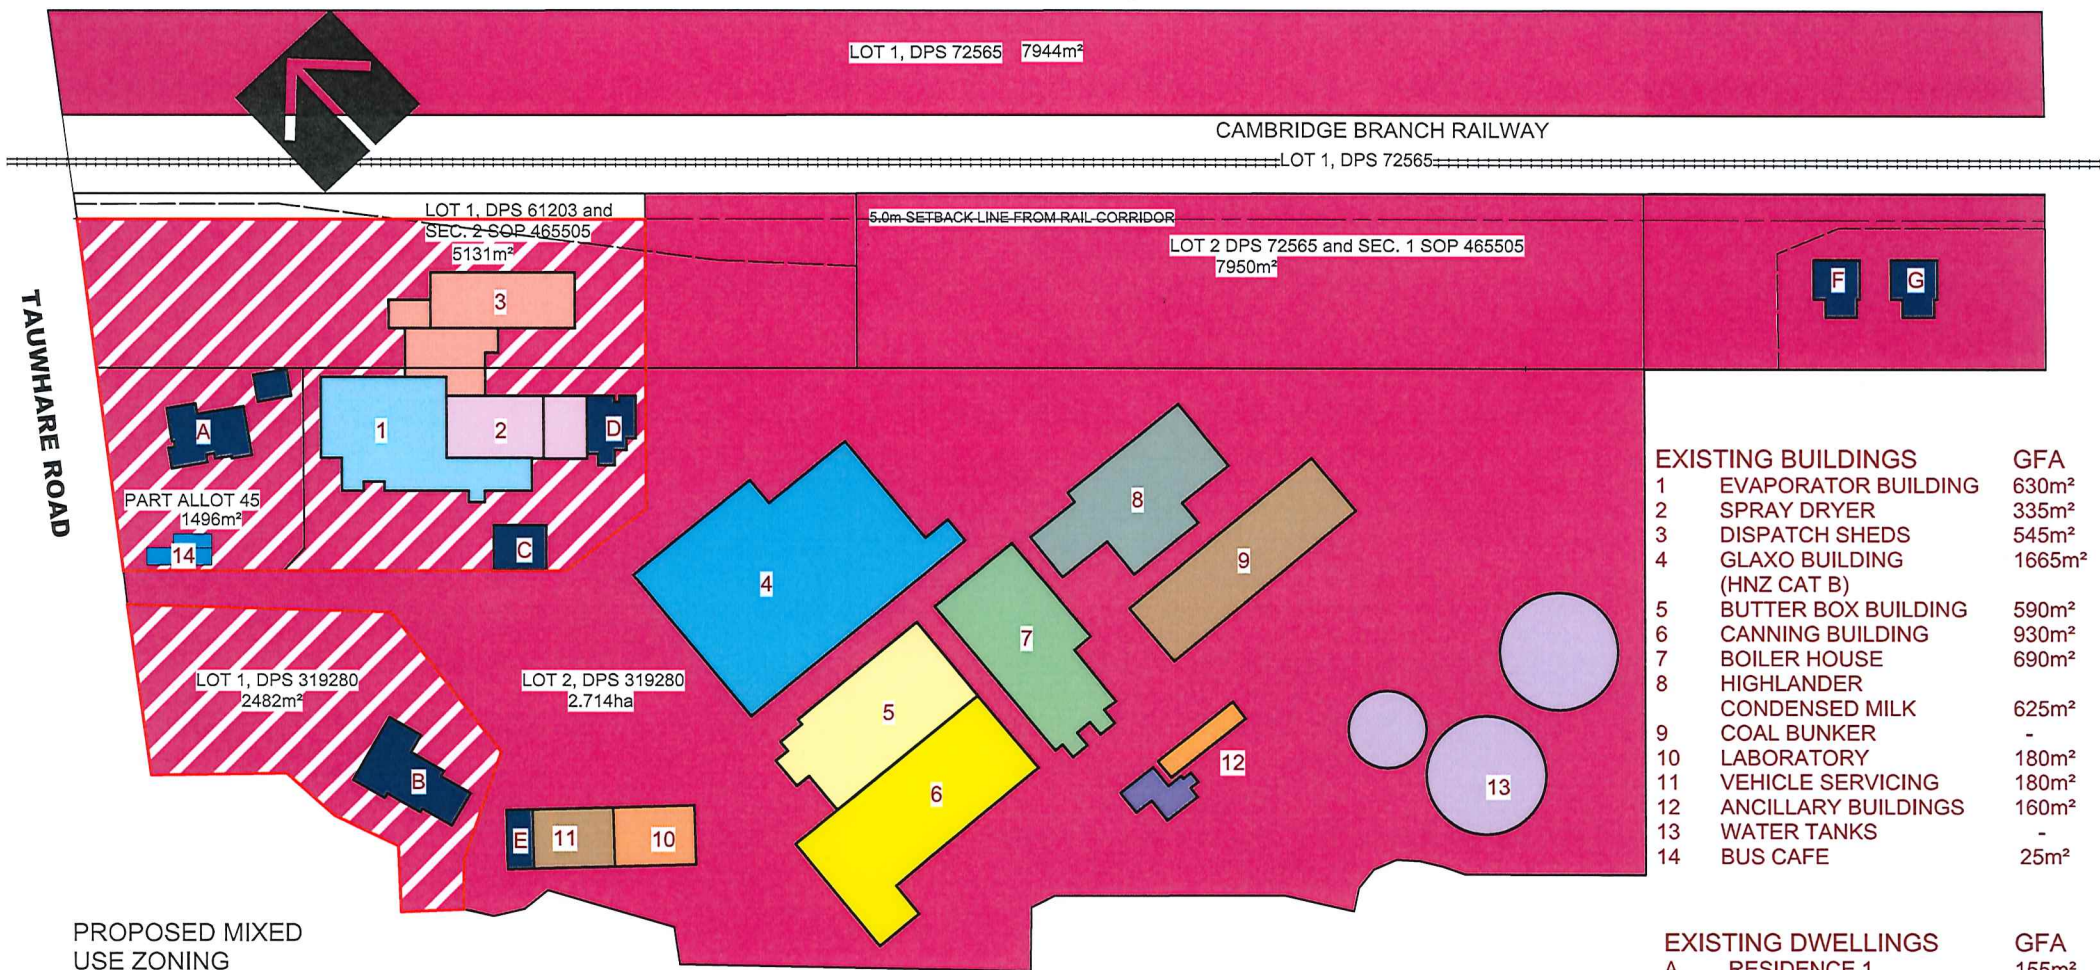 LOT 1, DPS 72565 7944m²
CAMBRIDGE BRANCH RAILWAY
LOT 1, DPS 72565
LOT 1, DPS 61203 and
SEC. 2 SOP 465505
5131m²
5.0m SETBACK LINE FROM RAIL CORRIDOR
LOT 2 DPS 72565 and SEC. 1 SOP 465505
7950m²
F
G
3
TAUWHARE ROAD
A
1
2
D
PART ALLOT 45
1496m²
14
C
4
8
9
7
LOT 1, DPS 319280
2482m²
LOT 2, DPS 319280
2.714ha
5
B
6
12
13
E
11
10
EXISTING BUILDINGS GFA
1 EVAPORATOR BUILDING 630m²
2 SPRAY DRYER 335m²
3 DISPATCH SHEDS 545m²
4 GLAXO BUILDING 1665m²
(HNZ CAT B)
5 BUTTER BOX BUILDING 590m²
6 CANNING BUILDING 930m²
7 BOILER HOUSE 690m²
8 HIGHLANDER
CONDENSED MILK 625m²
9 COAL BUNKER -
10 LABORATORY 180m²
11 VEHICLE SERVICING 180m²
12 ANCILLARY BUILDINGS 160m²
13 WATER TANKS -
14 BUS CAFE 25m²
PROPOSED MIXED
USE ZONING
EXISTING DWELLINGS GFA
A RESIDENCE 1 155m²